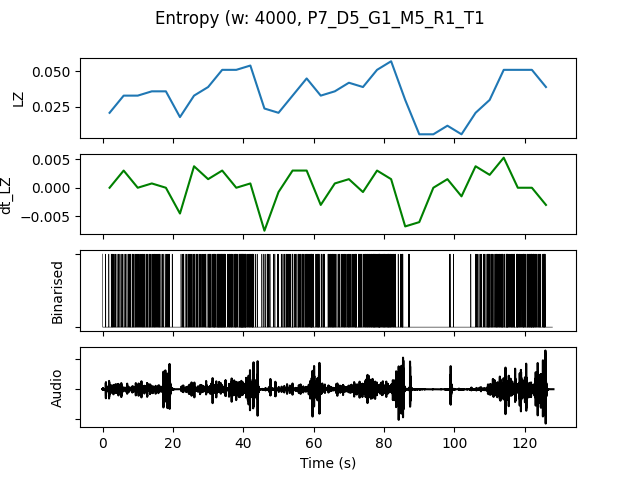 Entropy (w: 4000, P7_D5_G1_M5_R1_T1
0.050
0.025
LZ
0.005
0.000
−0.005
dt_LZ
Binarised
Audio
0 20 40 60 80 100 120
Time (s)